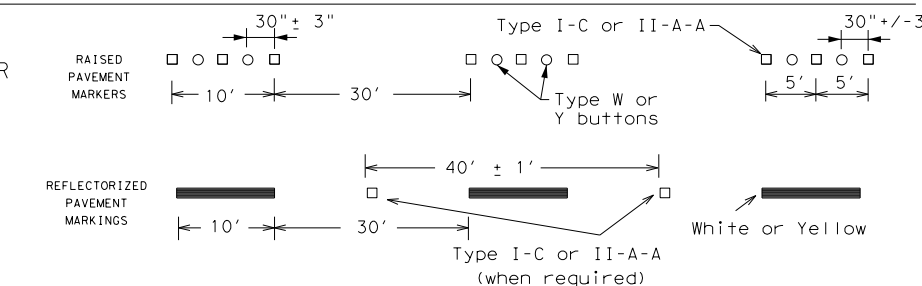 30"± 3"
Type I-C or II-A-A
30"+/-3
R
RAISED
PAVEMENT
MARKERS
10'
30'
5'
5'
Type W or
Y buttons
40' ± 1'
REFLECTORIZED
PAVEMENT
MARKINGS
10'
30'
White or Yellow
Type I-C or II-A-A
(when required)